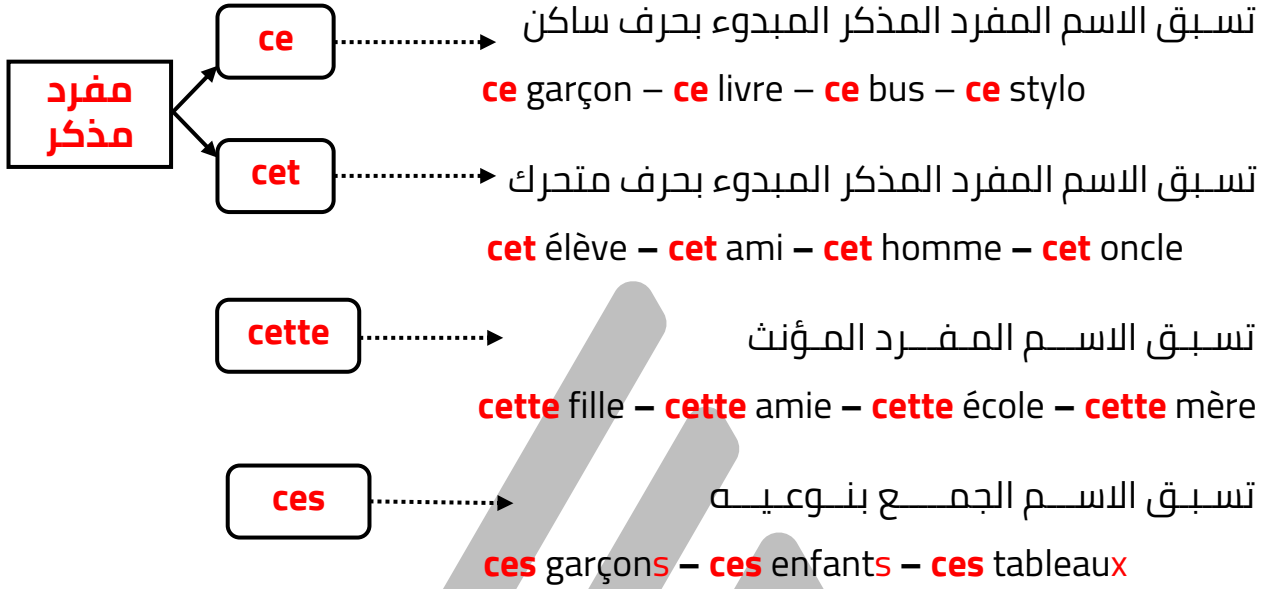 ce
تسبق الاسم المفرد المذكر المبدوء بحرف ساكن
ce garçon – ce livre – ce bus – ce stylo
مفرد
مذكر
cet
تسبق الاسم المفرد المذكر المبدوء بحرف متحرك
cet élève – cet ami – cet homme – cet oncle
cette
تسبق الاسم المفرد المؤنث
cette fille – cette amie – cette école – cette mère
ces
تسبق الاسم الجمع بنوعيه
ces garçons – ces enfants – ces tableaux